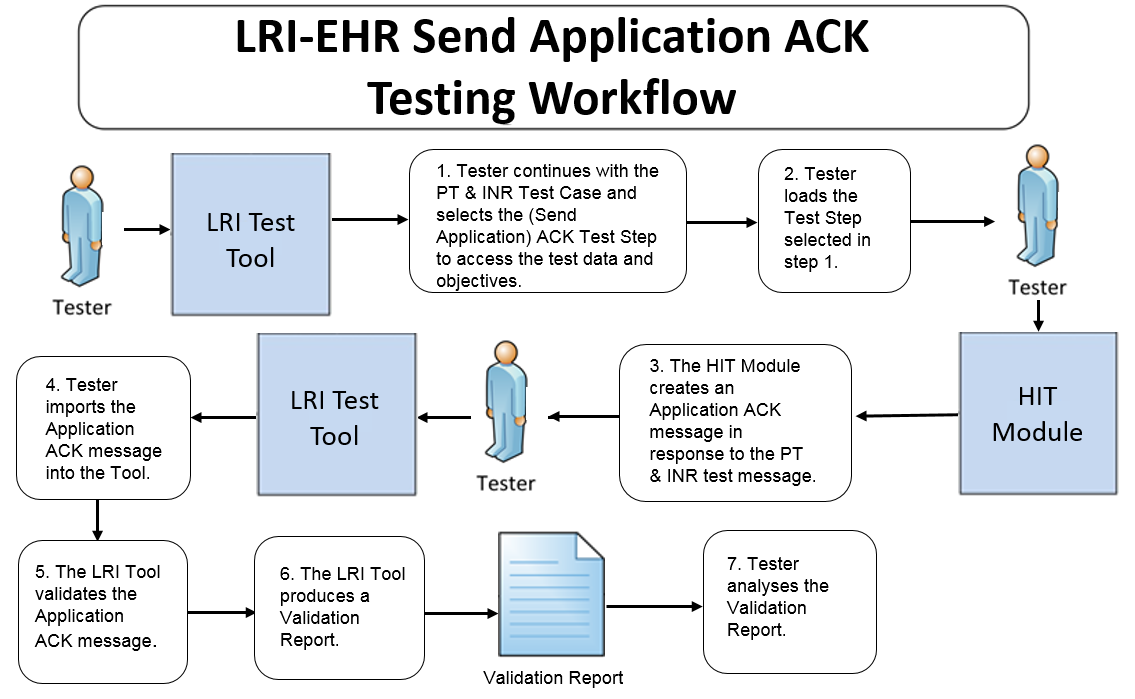 LRI-EHR Send Application ACK
Testing Workflow
Tester
LRI Test
Tool
1. Tester continues with the
PT & INR Test Case and
selects the (Send
Application) ACK Test Step
to access the test data and
objectives.
2. Tester
loads the
Test Step
selected in
step 1.
Tester
HIT
Module
3. The HIT Module
creates an
Application ACK
message in
response to the PT
& INR test message.
Tester
LRI Test
Tool
4. Tester
imports the
Application
ACK message
into the Tool.
5. The LRI Tool
validates the
Application
ACK message.
6. The LRI Tool
produces a
Validation
Report.
Validation Report
7. Tester
analyses the
Validation
Report.